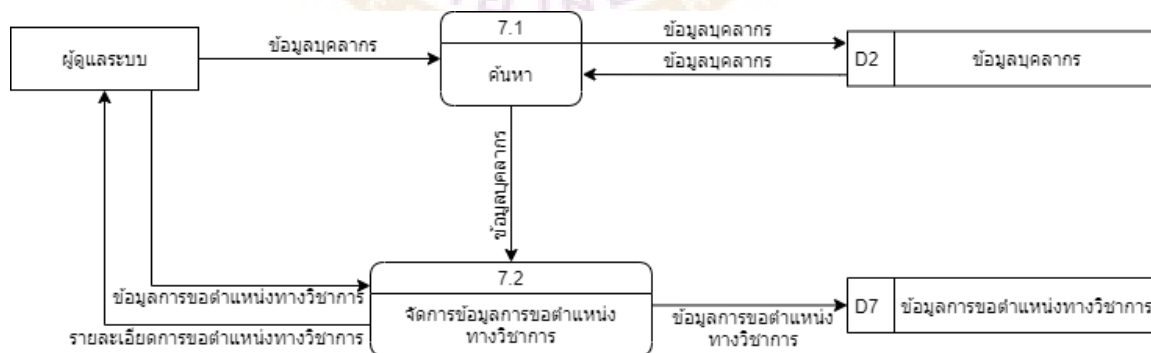 7.1
ข้อมูลบุคลากร
ข้อมูลบุคลากร
ผู้ดูแลระบบ
ค้นหา
ข้อมูลบุคลากร
D2
ข้อมูลบุคลากร
ข้อมูลบุคลากร
7.2
ข้อมูลการขอตำแหน่งทางวิชาการ
จัดการข้อมูลการขอตำแหน่ง
ทางวิชาการ
ข้อมูลการขอตำแหน่ง
ทางวิชาการ
D7
ข้อมูลการขอตำแหน่งทางวิชาการ
รายละเอียดการขอตำแหน่งทางวิชาการ